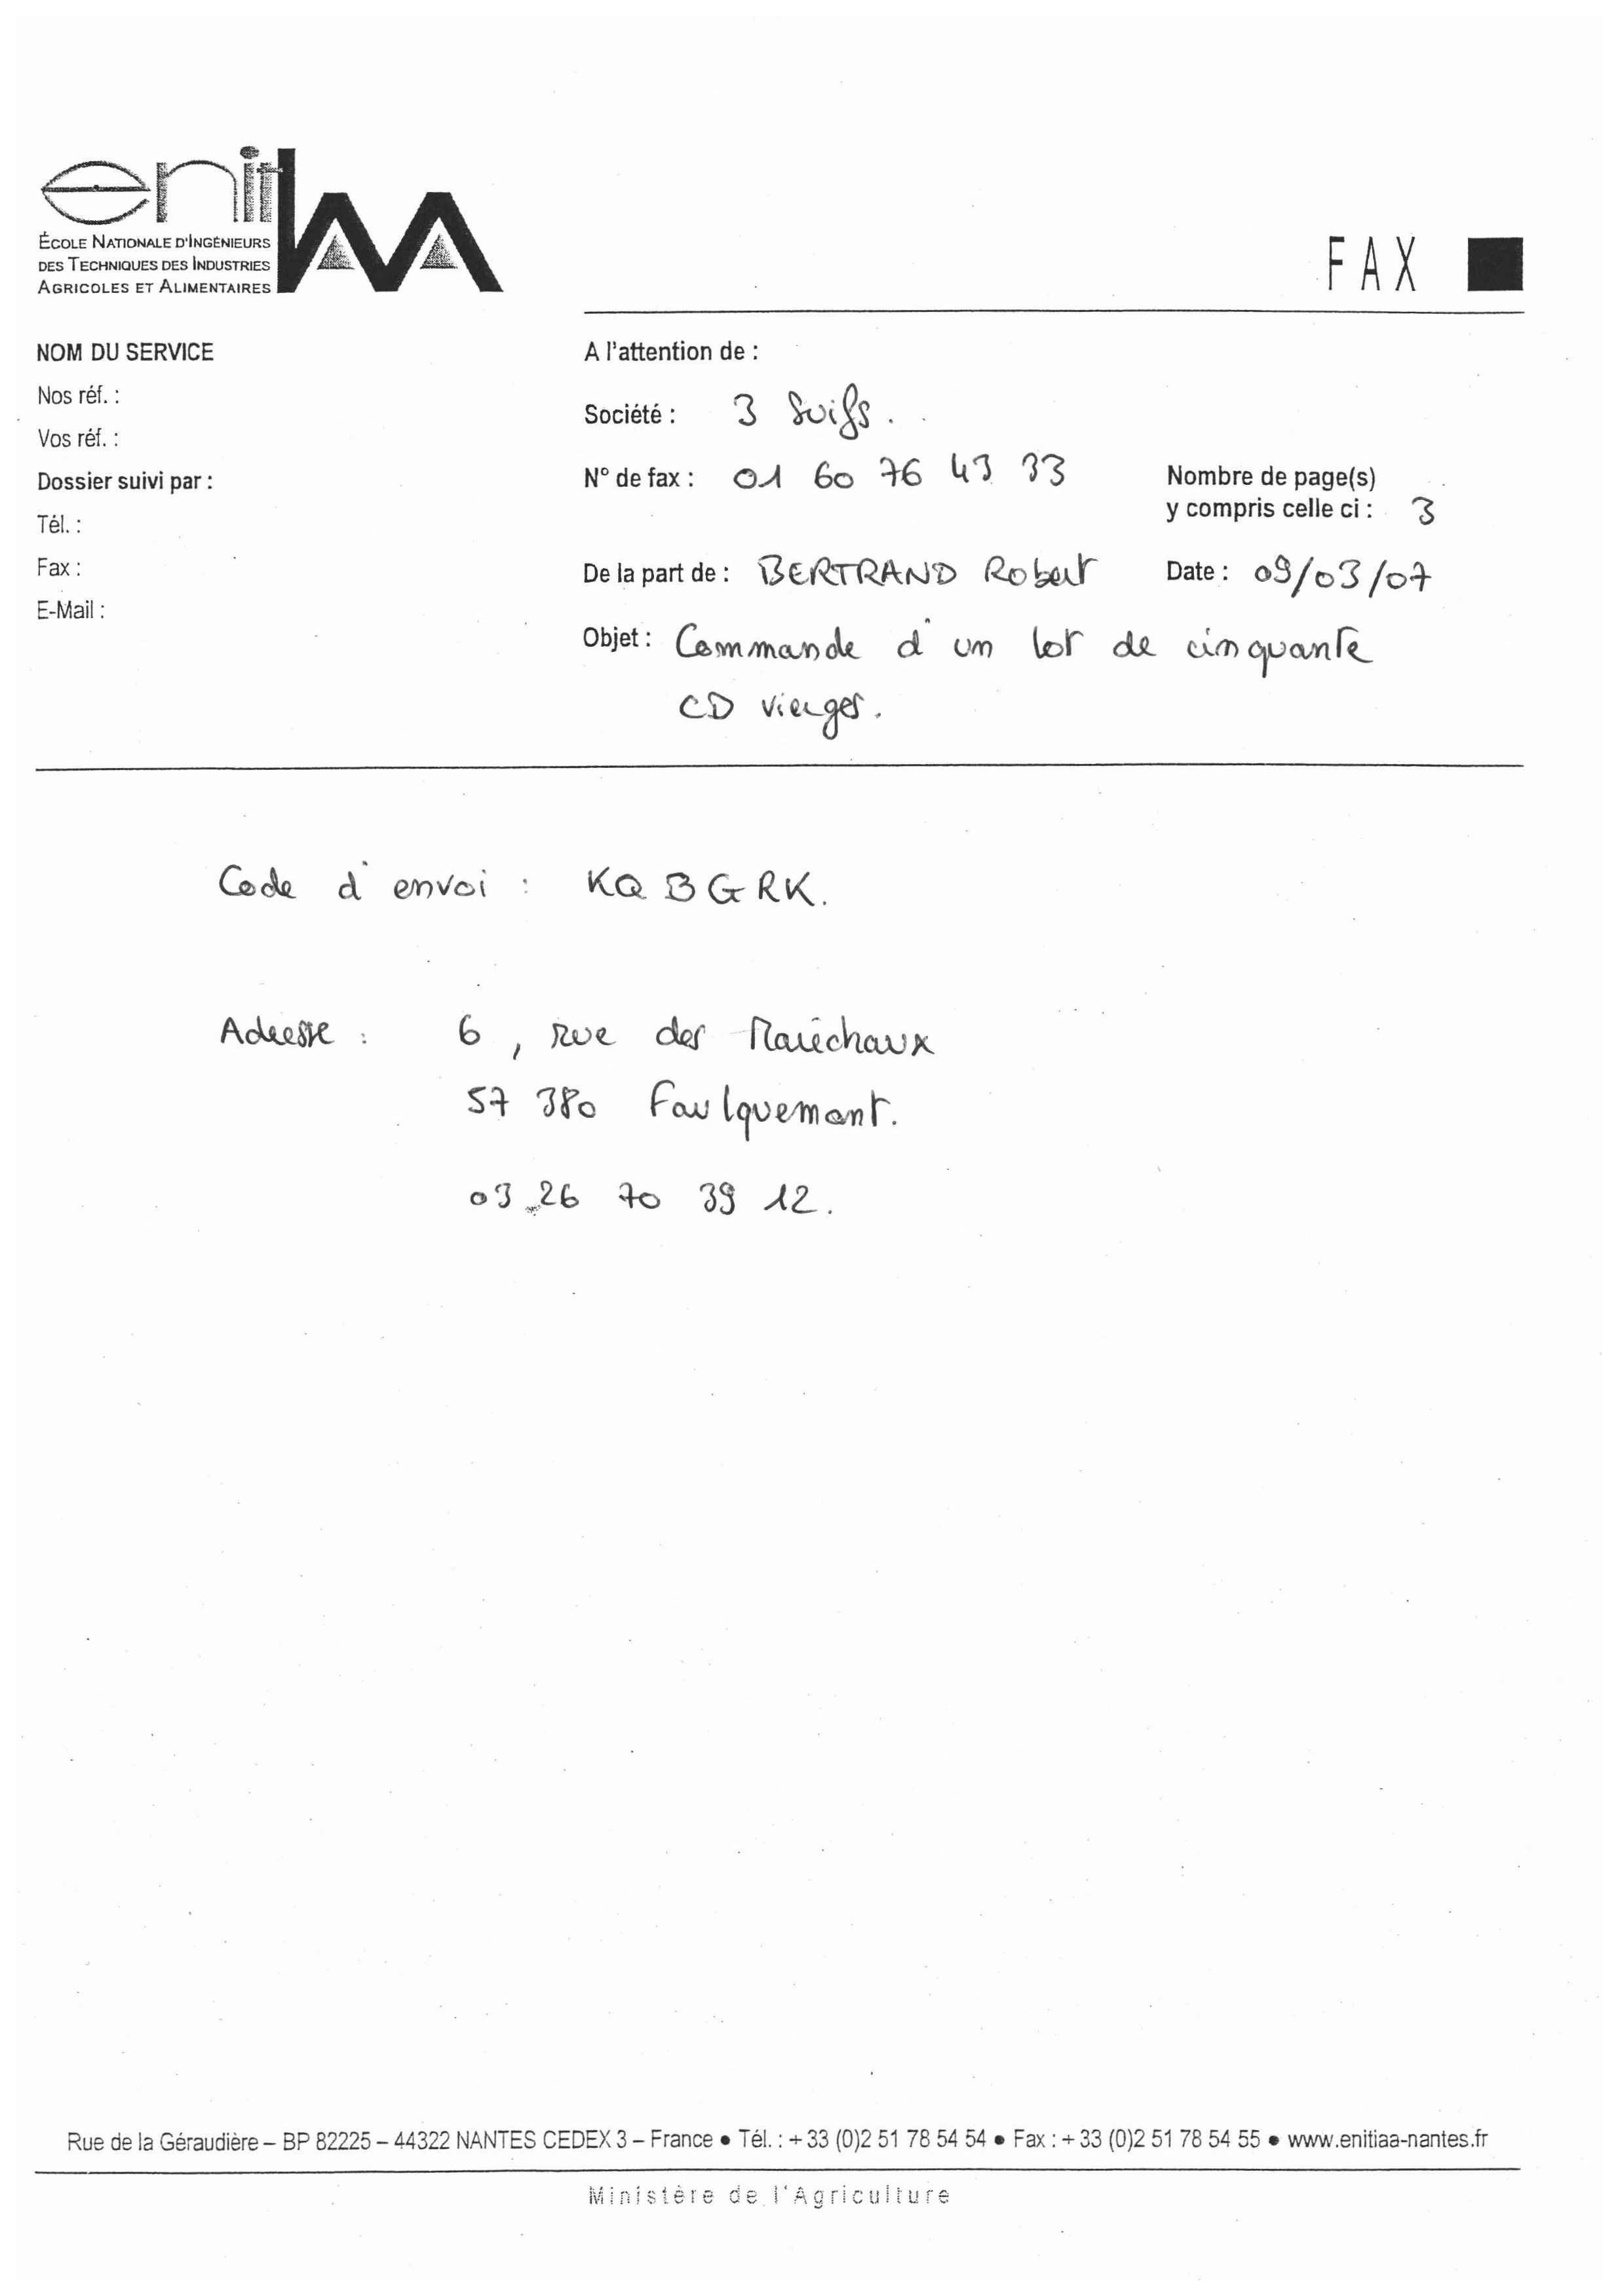 enitiaa
ÉCOLE NATIONALE D'INGÉNIEURS
DES TECHNIQUES DES INDUSTRIES
AGRICOLES ET ALIMENTAIRES
FAX
NOM DU SERVICE
Nos réf. :
Vos réf. :
Dossier suivi par :
Tél. :
Fax :
E-Mail :
A l'attention de :
Société : 3 Suifs.
N° de fax : 01 60 76 43 33
Nombre de page(s)
y compris celle ci : 3
De la part de : BERTRAND Robert
Date : 09/03/07
Objet : Commande d'un lot de cinquante
CD vierges.
Code d'envoi : KQBGRK.
Adresse : 6, rue des Maréchaux
57 380 Faulquemont.
03 26 70 39 12.
Rue de la Géraudière – BP 82225 – 44322 NANTES CEDEX 3 – France ● Tél. : + 33 (0)2 51 78 54 54 ● Fax : + 33 (0)2 51 78 54 55 ● www.enitiaa-nantes.fr
Ministère de l'Agriculture